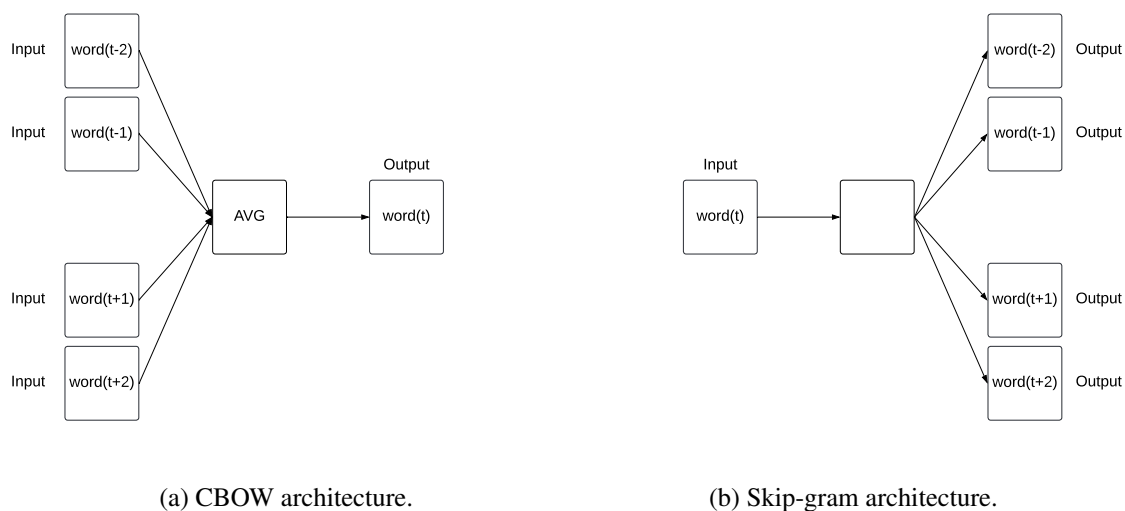 Input
word(t-2)
Input
word(t-1)
AVG
Output
word(t)
Input
word(t+1)
Input
word(t+2)
(a) CBOW architecture.
Input
word(t)
word(t-2)
Output
word(t-1)
Output
word(t+1)
Output
word(t+2)
Output
(b) Skip-gram architecture.